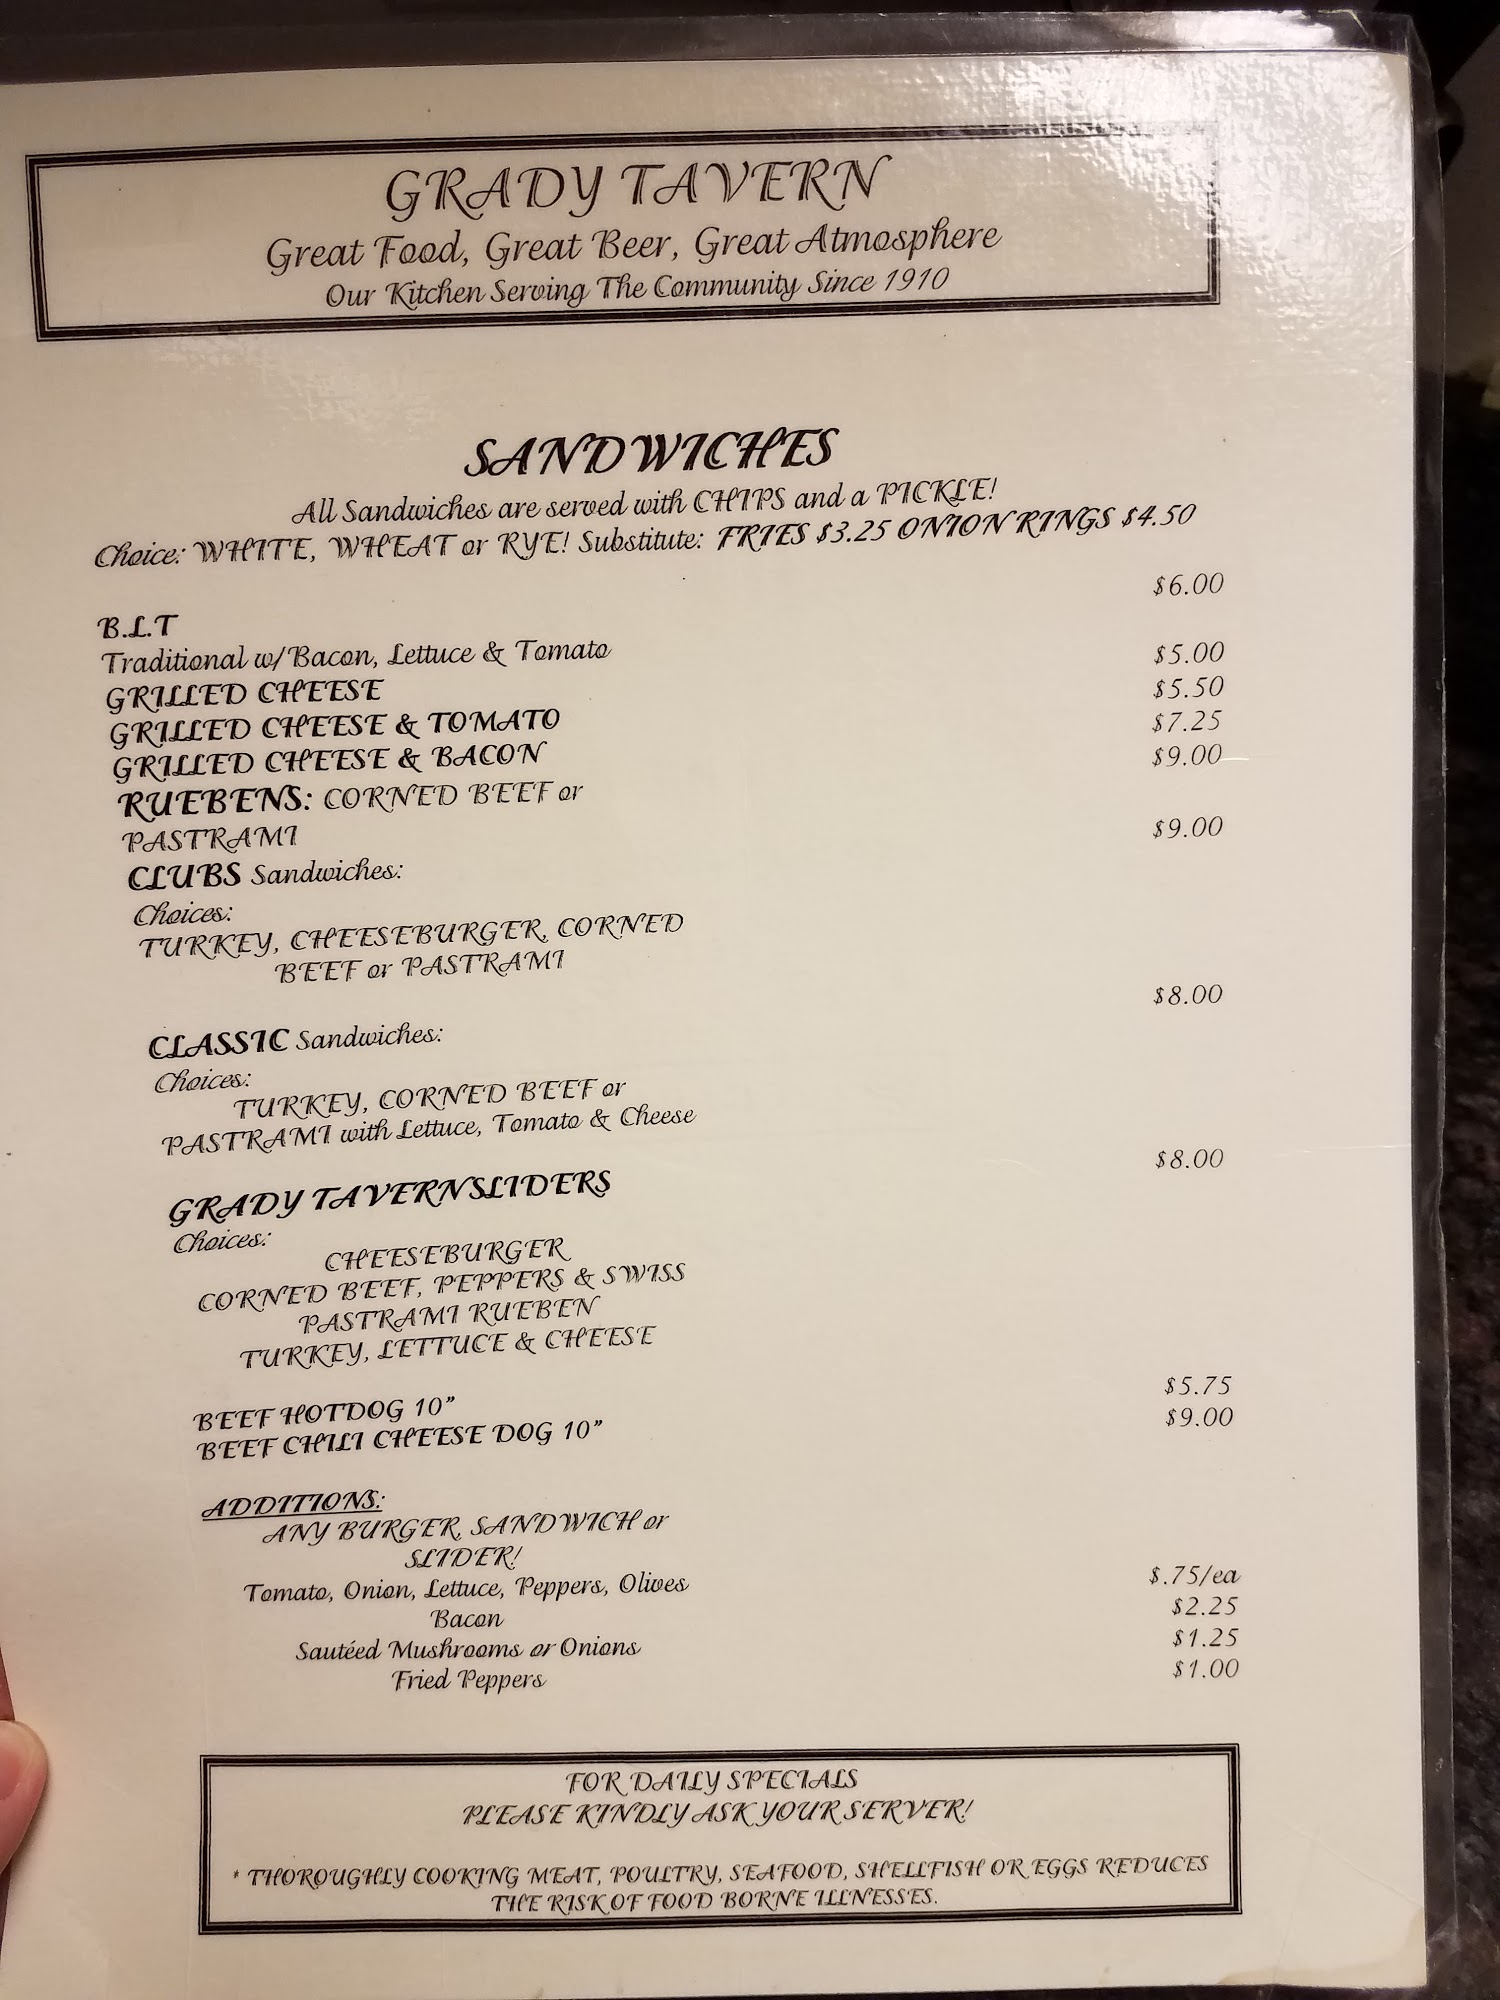 GRADY TAVERN
Great Food, Great Beer, Great Atmosphere
Our Kitchen Serving The Community Since 1910
SANDWICHES
All Sandwiches are served with CHIPS and a PICKLE!
Choice: WHITE, WHEAT or RYE! Substitute: FRIES $3.25 ONION RINGS $4.50
$6.00
B.L.T
Traditional w/ Bacon, Lettuce & Tomato
$5.00
GRILLED CHEESE
$5.50
GRILLED CHEESE & TOMATO
$7.25
GRILLED CHEESE & BACON
$9.00
RUEBENS: CORNED BEEF or
PASTRAMI
$9.00
CLUBS Sandwiches:
Choices:
TURKEY, CHEESEBURGER, CORNED
BEEF or PASTRAMI
$8.00
CLASSIC Sandwiches:
Choices:
TURKEY, CORNED BEEF or
PASTRAMI with Lettuce, Tomato & Cheese
$8.00
GRADY TAVERN SLIDERS
Choices:
CHEESEBURGER
CORNED BEEF, PEPPERS & SWISS
PASTRAMI RUEBEN
TURKEY, LETTUCE & CHEESE
BEEF HOTDOG 10" $5.75
BEEF CHILI CHEESE DOG 10" $9.00
ADDITIONS:
ANY BURGER, SANDWICH or
SLIDER!
Tomato, Onion, Lettuce, Peppers, Olives $.75/ea
Bacon $2.25
Sautéed Mushrooms or Onions $1.25
Fried Peppers $1.00
FOR DAILY SPECIALS
PLEASE KINDLY ASK YOUR SERVER!
* THOROUGHLY COOKING MEAT, POULTRY, SEAFOOD, SHELLFISH OR EGGS REDUCES
THE RISK OF FOOD BORNE ILLNESSES.